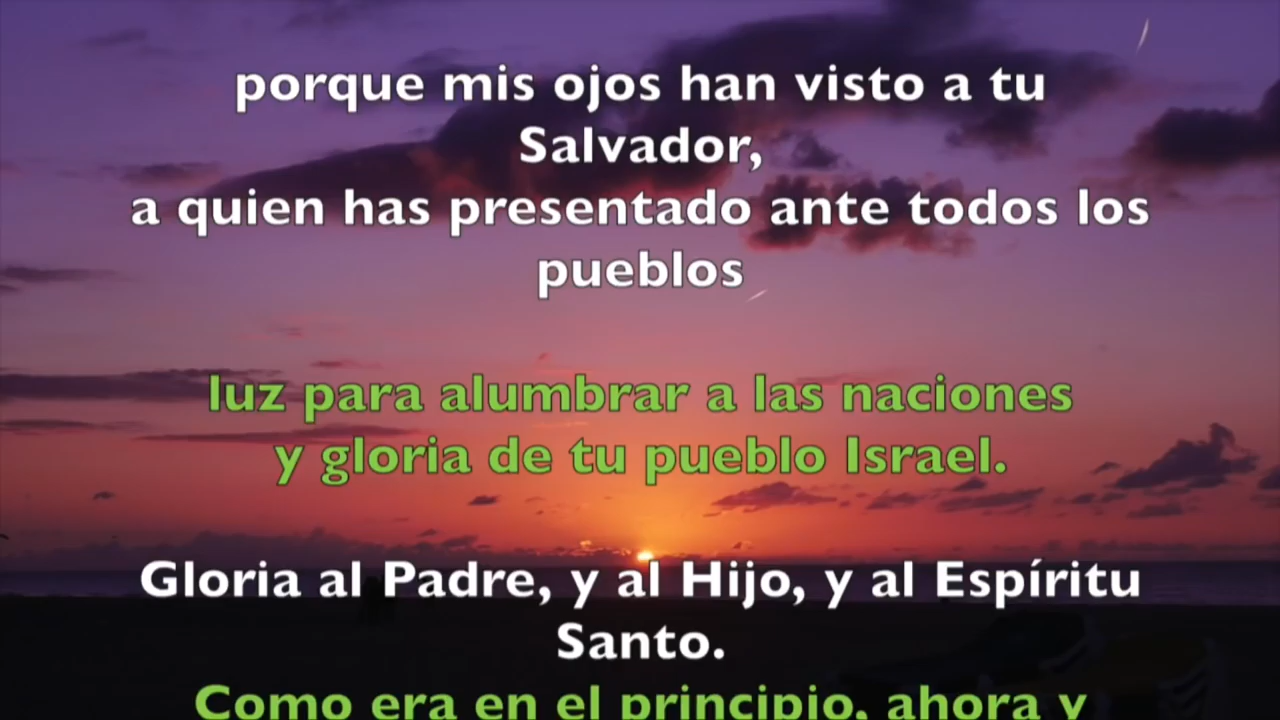 porque mis ojos han visto a tu
Salvador,
a quien has presentado ante todos los
pueblos
luz para alumbrar a las naciones
y gloria de tu pueblo Israel.
Gloria al Padre, y al Hijo, y al Espíritu
Santo.
Como era en el principio, ahora y